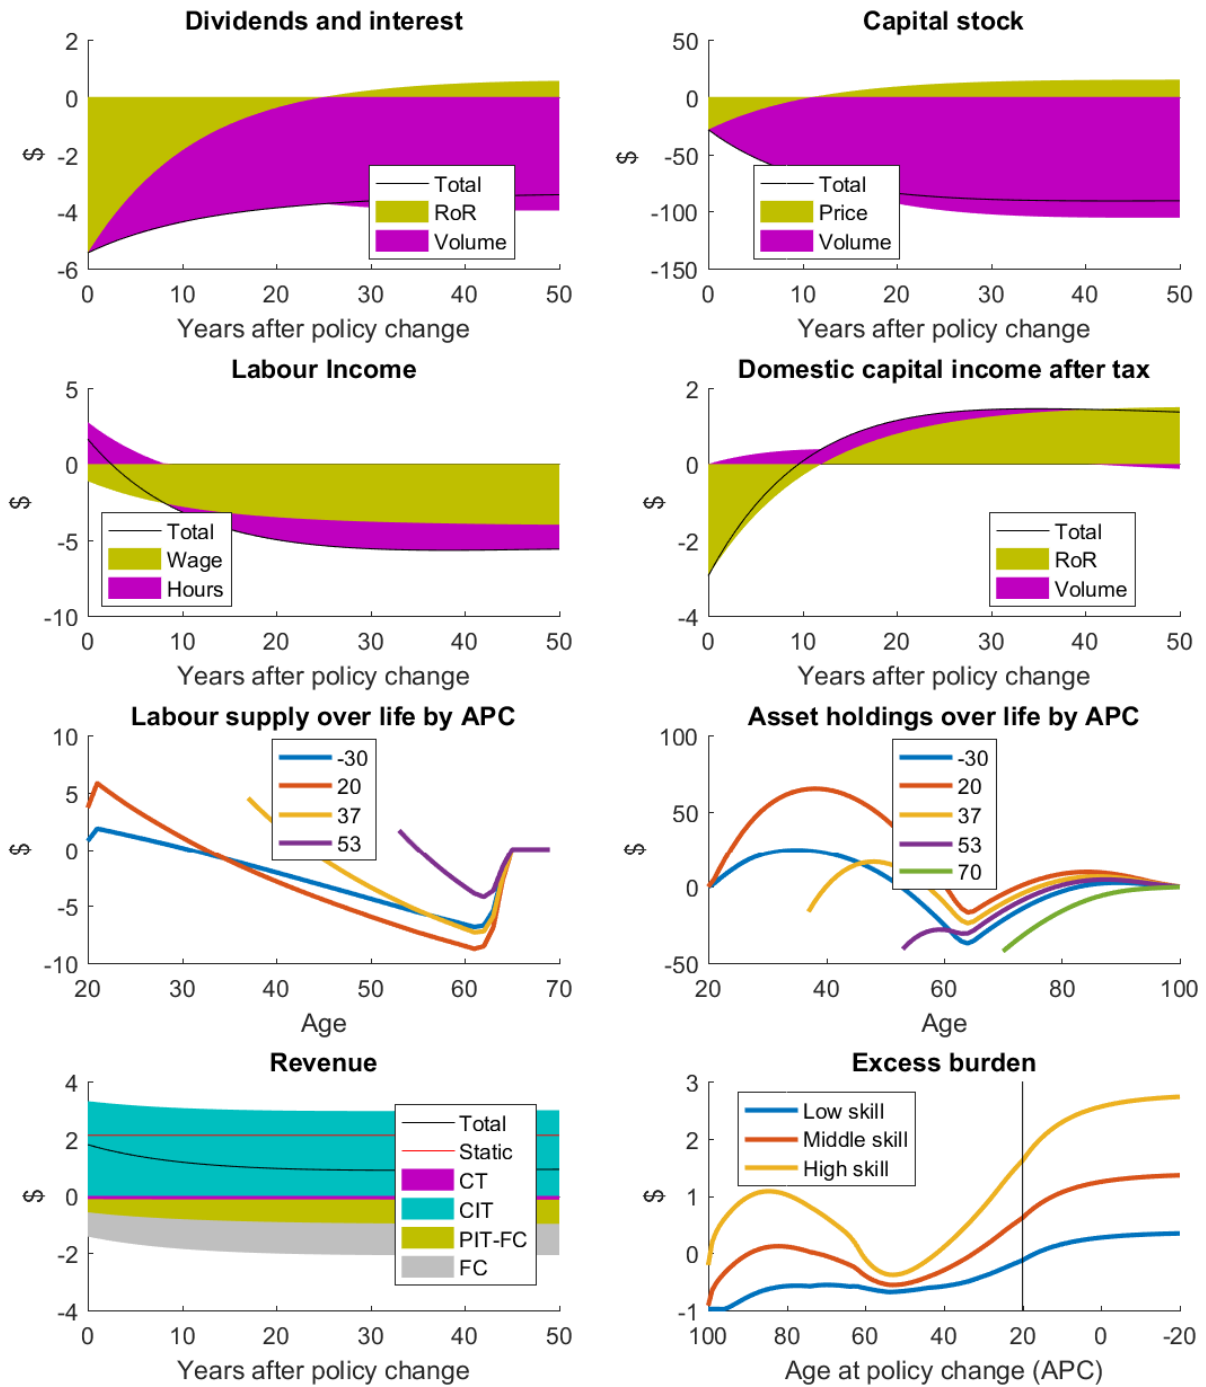 Dividends and interest
2
0
-2
-4
-6
$
Total
RoR
Volume
0 10 20 30 40 50
Years after policy change
Capital stock
50
0
-50
-100
-150
$
Total
Price
Volume
0 10 20 30 40 50
Years after policy change
Labour Income
5
0
-5
-10
$
Total
Wage
Hours
0 10 20 30 40 50
Years after policy change
Domestic capital income after tax
2
0
-2
-4
$
Total
RoR
Volume
0 10 20 30 40 50
Years after policy change
Labour supply over life by APC
10
5
0
-5
-10
$
-30
20
37
53
20 30 40 50 60 70
Age
Asset holdings over life by APC
100
50
0
-50
$
-30
20
37
53
70
20 40 60 80 100
Age
Revenue
4
2
0
-2
-4
$
Total
Static
CT
CIT
PIT-FC
FC
0 10 20 30 40 50
Years after policy change
Excess burden
3
2
1
0
-1
$
Low skill
Middle skill
High skill
100 80 60 40 20 0 -20
Age at policy change (APC)